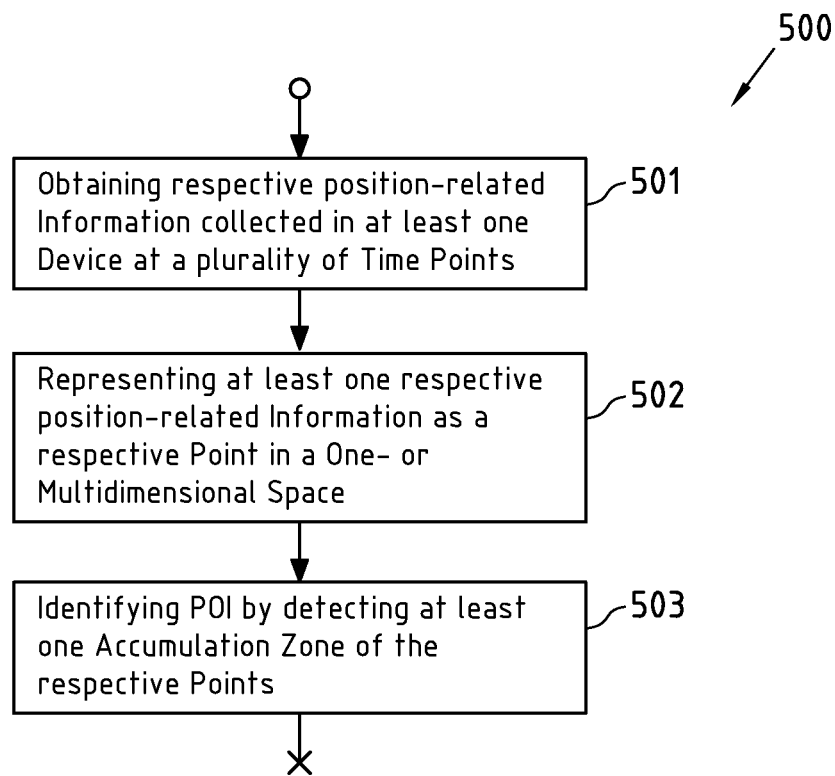 500
Obtaining respective position-related
Information collected in at least one
Device at a plurality of Time Points
501
Representing at least one respective
position-related Information as a
respective Point in a One- or
Multidimensional Space
502
Identifying POI by detecting at least
one Accumulation Zone of the
respective Points
503